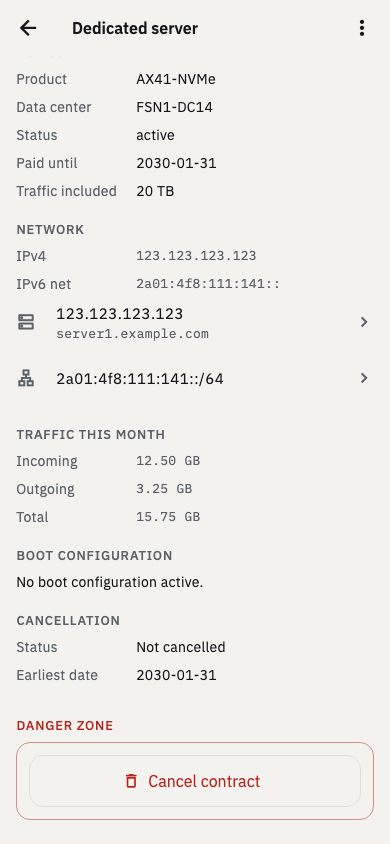 Dedicated server
Product AX41-NVMe
Data center FSN1-DC14
Status active
Paid until 2030-01-31
Traffic included 20 TB
NETWORK
IPv4 123.123.123.123
IPv6 net 2a01:4f8:111:141::
123.123.123.123
server1.example.com
2a01:4f8:111:141::/64
TRAFFIC THIS MONTH
Incoming 12.50 GB
Outgoing 3.25 GB
Total 15.75 GB
BOOT CONFIGURATION
No boot configuration active.
CANCELLATION
Status Not cancelled
Earliest date 2030-01-31
DANGER ZONE
Cancel contract